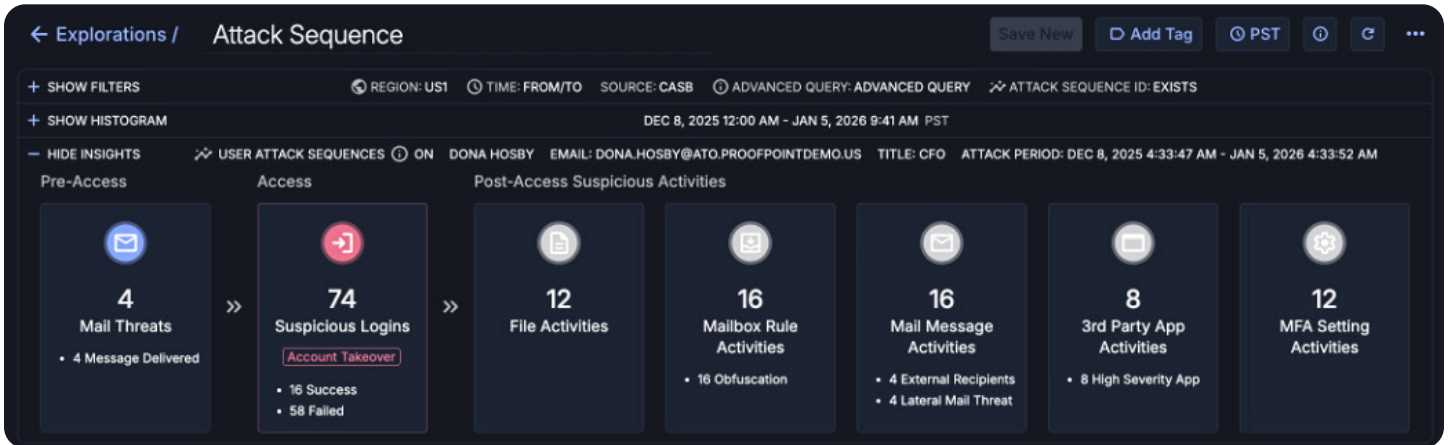 ← Explorations / Attack Sequence Save New Add Tag PST
+ SHOW FILTERS REGION: US1 TIME: FROM/TO SOURCE: CASB ADVANCED QUERY: ADVANCED QUERY ATTACK SEQUENCE ID: EXISTS
+ SHOW HISTOGRAM DEC 8, 2025 12:00 AM - JAN 5, 2026 9:41 AM PST
− HIDE INSIGHTS USER ATTACK SEQUENCES ON DONA HOSBY EMAIL: DONA.HOSBY@ATO.PROOFPOINTDEMO.US TITLE: CFO ATTACK PERIOD: DEC 8, 2025 4:33:47 AM - JAN 5, 2026 4:33:52 AM
Pre-Access
4
Mail Threats
• 4 Message Delivered
»
Access
74
Suspicious Logins
Account Takeover
• 16 Success
• 58 Failed
»
Post-Access Suspicious Activities
12
File Activities
16
Mailbox Rule
Activities
• 16 Obfuscation
16
Mail Message
Activities
• 4 External Recipients
• 4 Lateral Mail Threat
8
3rd Party App
Activities
• 8 High Severity App
12
MFA Setting
Activities